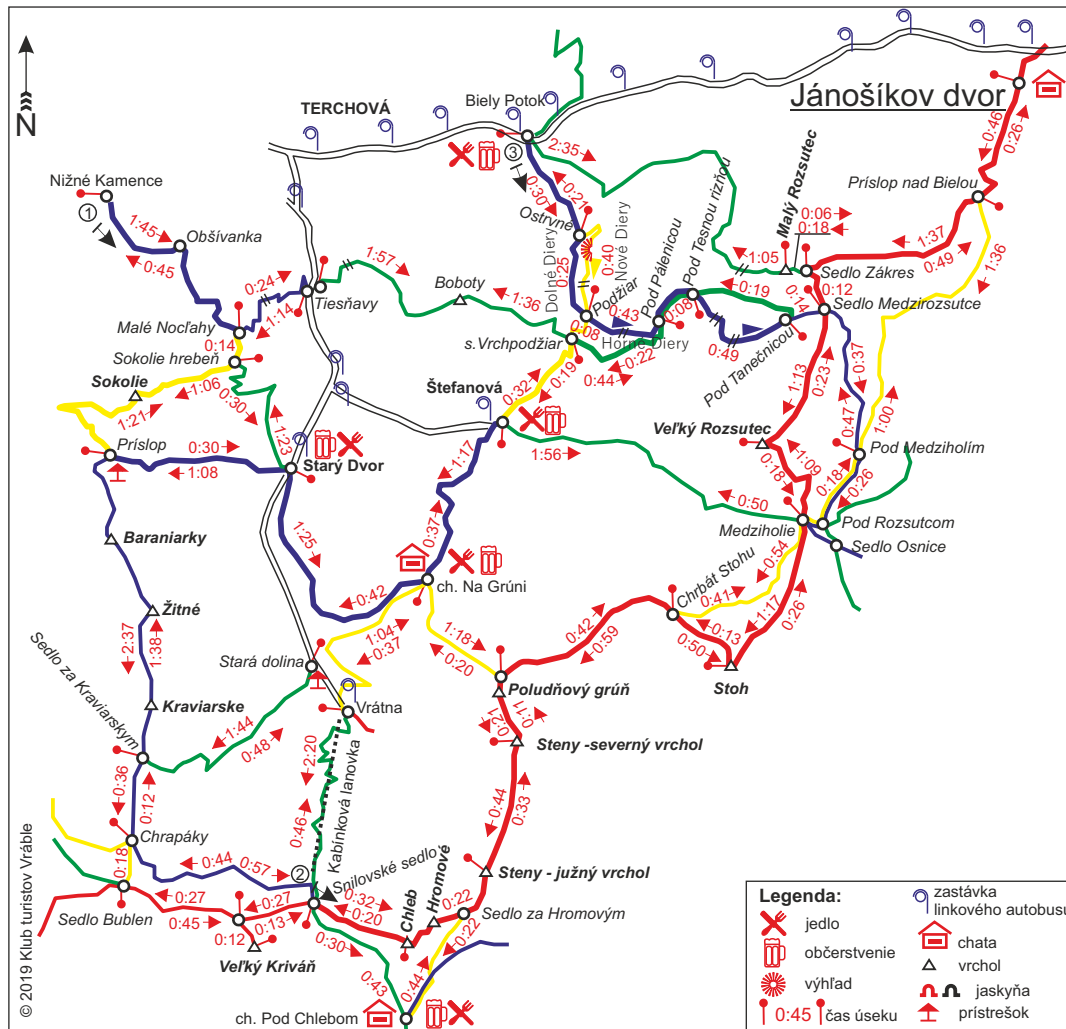 TERCHOVÁ
Biely Potok
Jánošíkov dvor
N
3
2:35
0:46
0:26
Nižné Kamence
1
1:45
0:45
Obšívanka
0:30
0:21
Ostrvné
Malý Rozsutec
0:06
0:18
Príslop nad Bielou
1:37
0:49
1:36
1:57
0:24
1:14
Tiesňavy
Dolné Diery
0:25
0:40
Nové Diery
Pod Pálenicou
Pod Tesnou rizňou
1:05
Sedlo Zákres
0:12
Boboty
1:36
Podžiar
0:43
0:08
0:19
0:14
Sedlo Medzirozsutce
Malé Nocľahy
0:14
Sokolie hrebeň
s.Vrchpodžiar
0:08
Horné Diery
0:22
0:44
0:49
Pod Tanečnicou
Sokolie
1:06
1:21
0:30
1:23
Štefanová
0:32
0:19
1:13
0:23
0:37
0:47
1:00
Príslop
0:30
1:08
Starý Dvor
1:17
0:37
1:56
Veľký Rozsutec
0:18
1:09
Pod Medziholím
0:18
0:26
0:50
Medziholie
Pod Rozsutcom
Sedlo Osnice
Baraniarky
1:25
0:42
ch. Na Grúni
Chrbát Stohu
0:54
0:41
1:17
0:26
Žitné
2:37
1:38
1:04
0:37
1:18
0:20
0:42
0:59
0:13
0:50
Stoh
Sedlo za Kraviarskym
Stará dolina
Kraviarske
Vrátna
Poludňový grúň
0:11
0:21
Steny -severný vrchol
1:44
0:48
2:20
0:46
Kabínková lanovka
0:44
0:33
0:36
0:12
Chrapáky
0:18
0:44
0:57
2
Snilovské sedlo
0:32
0:20
Chleb
Hromové
0:22
Steny - južný vrchol
Sedlo za Hromovým
Sedlo Bublen
0:27
0:45
0:27
0:13
0:12
Veľký Kriváň
0:30
0:43
0:44
0:22
ch. Pod Chlebom
© 2019 Klub turistov Vráble
Legenda:
jedlo
občerstvenie
výhľad
0:45 čas úseku
zastávka
linkového autobusu
chata
vrchol
jaskyňa
prístrešok